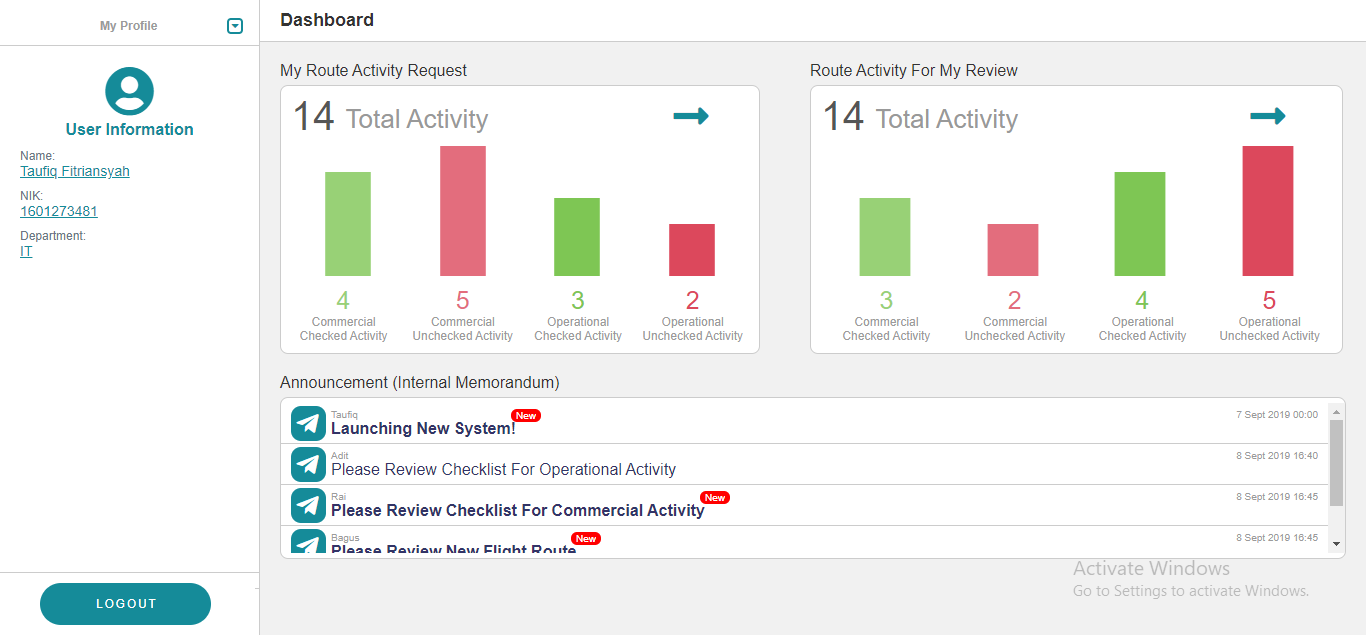 My Profile
User Information
Name:
Taufiq Fitriansyah
NIK:
1601273481
Department:
IT
LOGOUT
Dashboard
My Route Activity Request
14 Total Activity
4
Commercial
Checked Activity
5
Commercial
Unchecked Activity
3
Operational
Checked Activity
2
Operational
Unchecked Activity
Route Activity For My Review
14 Total Activity
3
Commercial
Checked Activity
2
Commercial
Unchecked Activity
4
Operational
Checked Activity
5
Operational
Unchecked Activity
Announcement (Internal Memorandum)
Taufiq
Launching New System! New
7 Sept 2019 00:00
Adit
Please Review Checklist For Operational Activity
8 Sept 2019 16:40
Rai
Please Review Checklist For Commercial Activity New
8 Sept 2019 16:45
Bagus
Please Review New Flight Route New
8 Sept 2019 16:45
Activate Windows
Go to Settings to activate Windows.